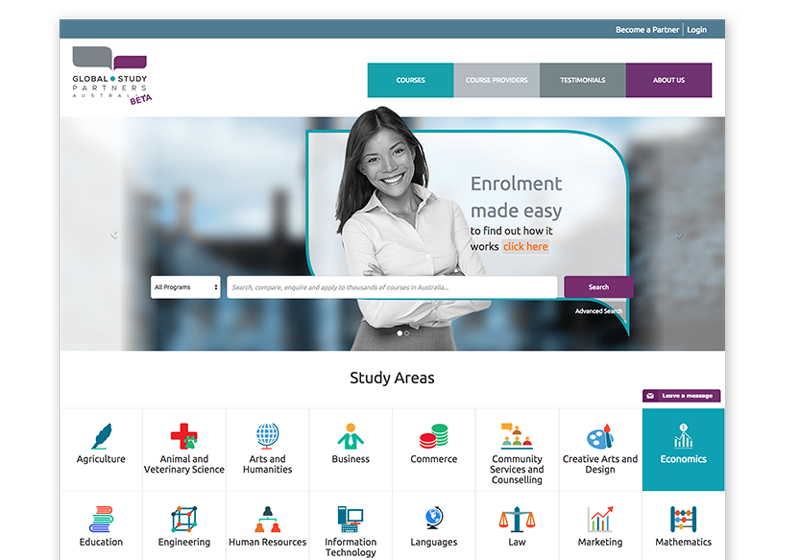 Become a Partner Login
GLOBAL STUDY
PARTNERS
AUSTRALIA
BETA
COURSES COURSE PROVIDERS TESTIMONIALS ABOUT US
Enrolment
made easy
to find out how it
works click here
All Programs Search, compare, enquire and apply to thousands of courses in Australia... Search
Advanced Search
Study Areas
Leave a message
Agriculture
Animal and
Veterinary Science
Arts and
Humanities
Business
Commerce
Community
Services and
Counselling
Creative Arts and
Design
Economics
Education
Engineering
Human Resources
Information
Technology
Languages
Law
Marketing
Mathematics